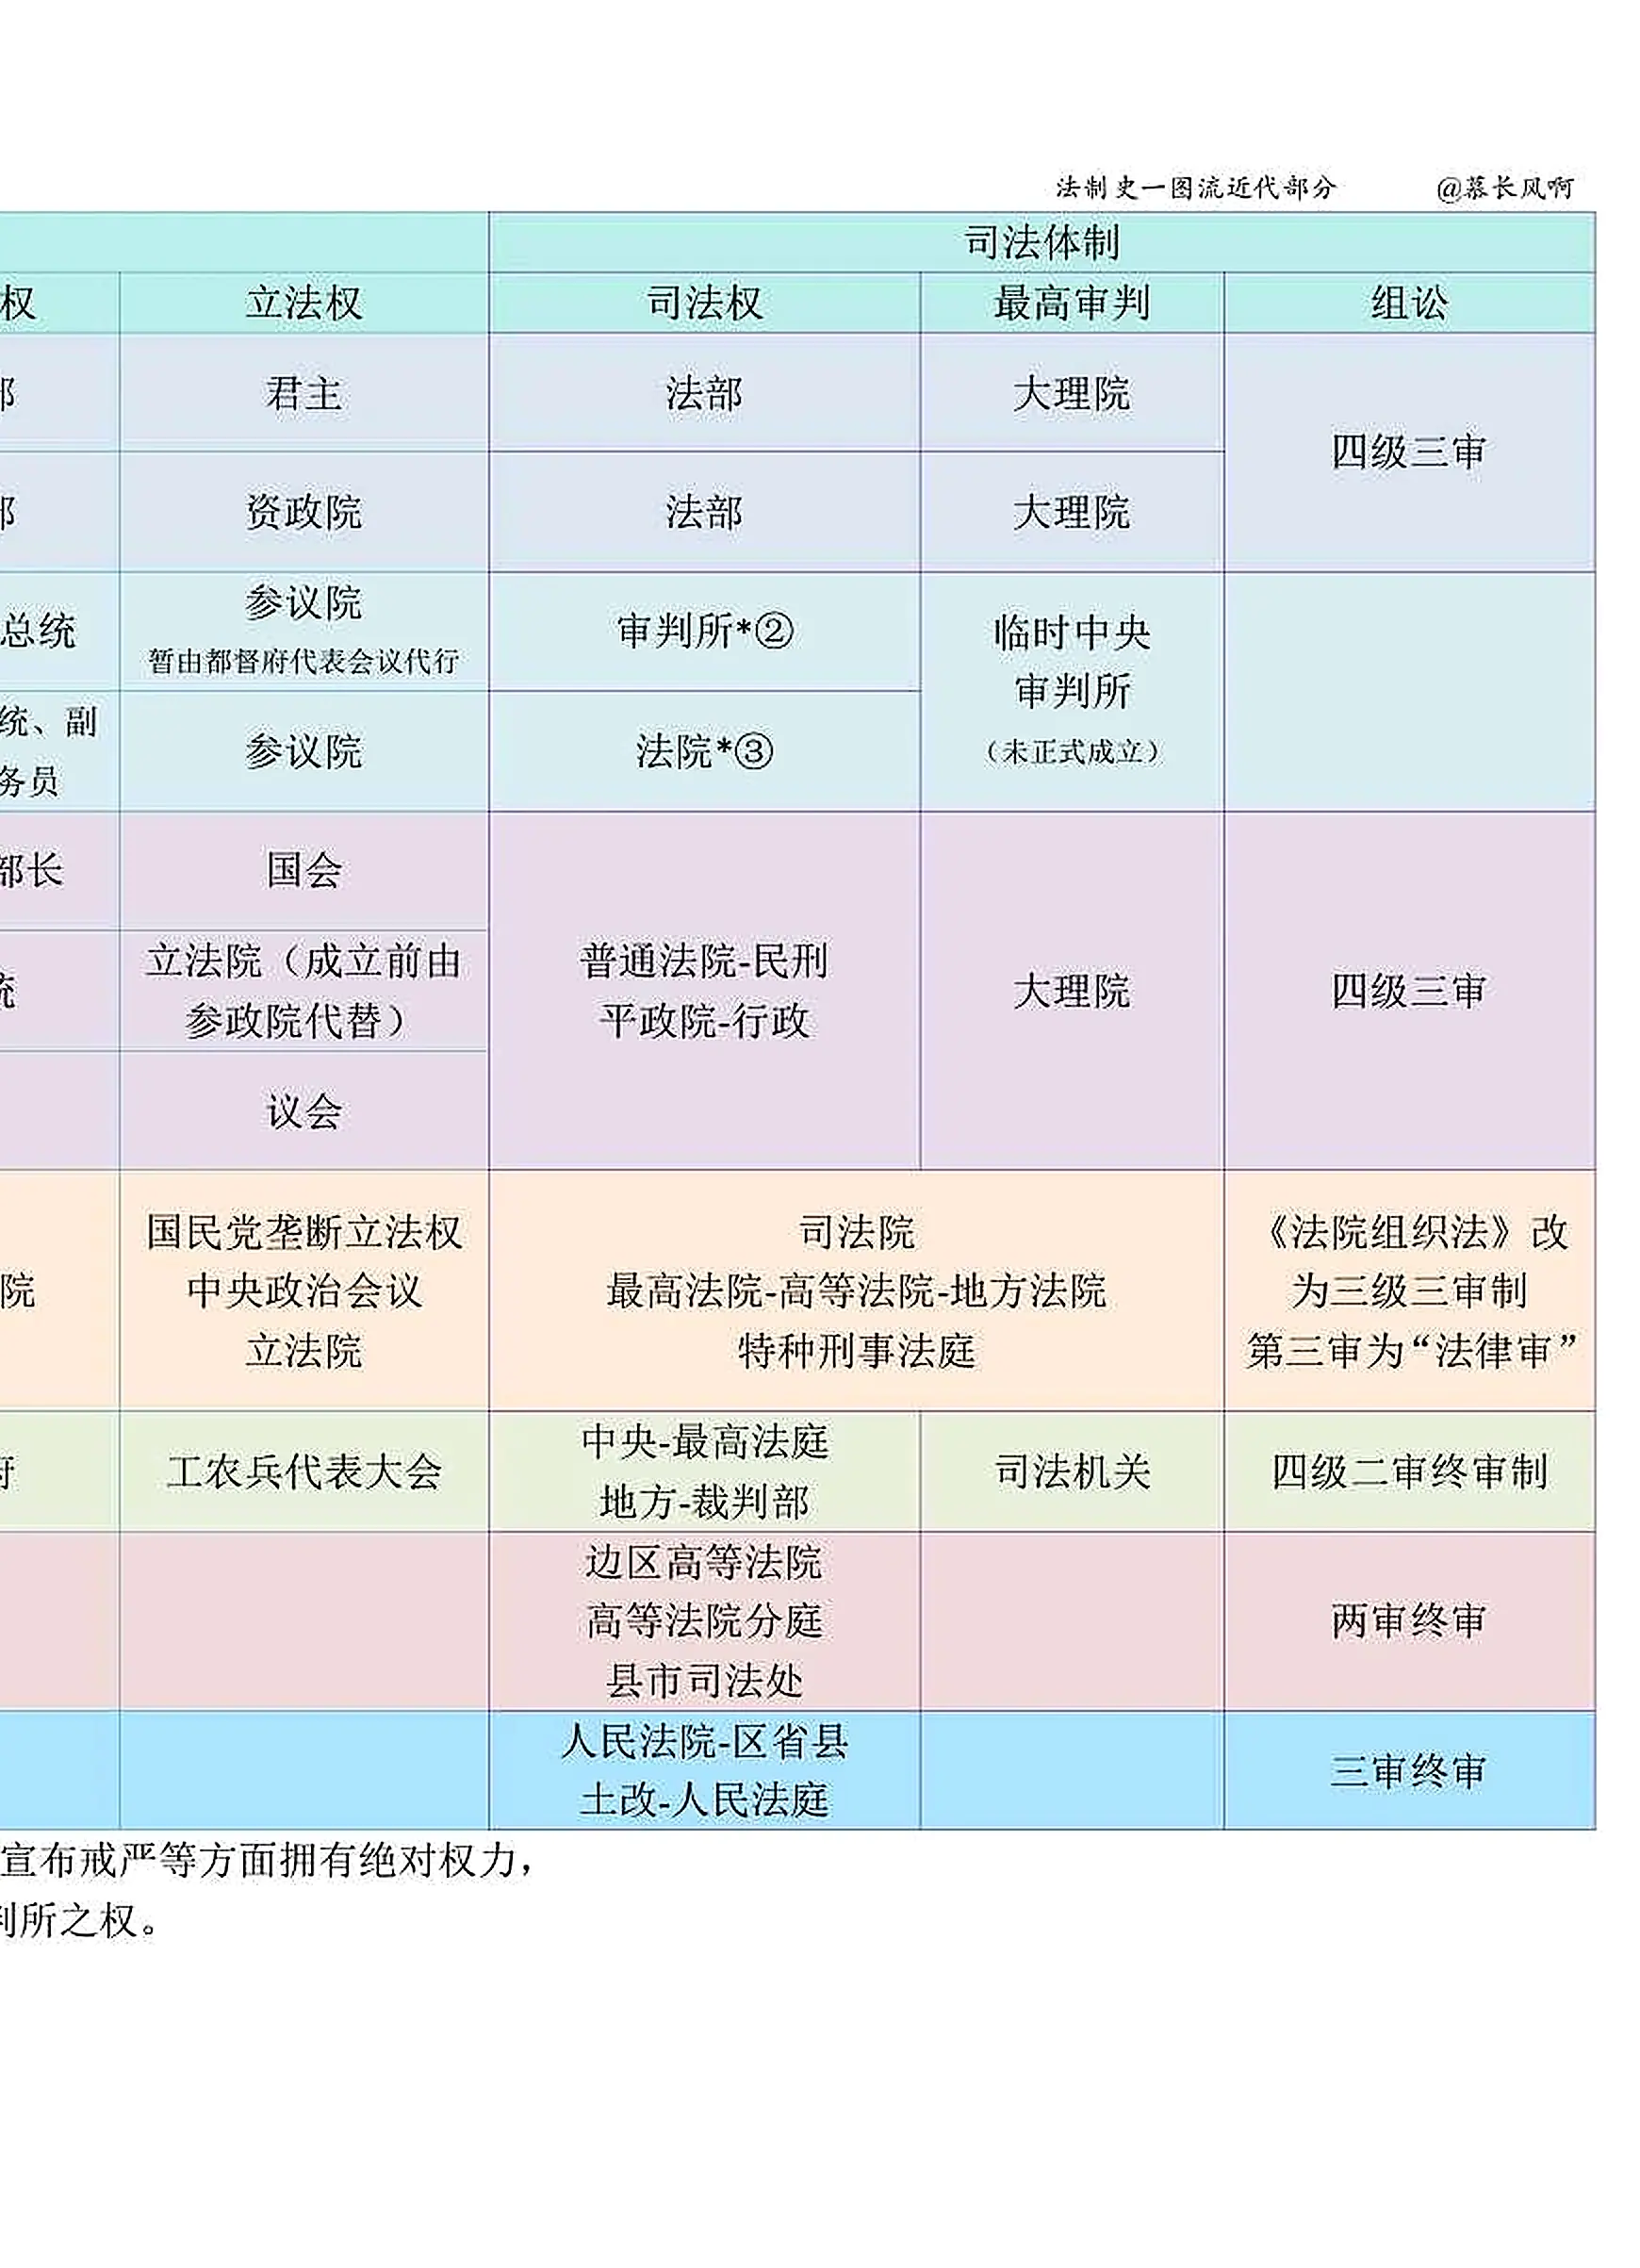 法制史一图流近代部分 @慕长风啊
司法体制
权 立法权 司法权 最高审判 组讼
部 君主 法部 大理院
四级三审
部 资政院 法部 大理院
参议院
总统 审判所*② 临时中央
暂由都督府代表会议代行
审判所
统、副
参议院 法院*③ (未正式成立)
务员
部长 国会
立法院（成立前由 普通法院-民刑
统 大理院 四级三审
参政院代替） 平政院-行政
议会
国民党垄断立法权 司法院 《法院组织法》改
院 中央政治会议 最高法院-高等法院-地方法院 为三级三审制
立法院 特种刑事法庭 第三审为“法律审”
中央-最高法庭
府 工农兵代表大会 司法机关 四级二审终审制
地方-裁判部
边区高等法院
高等法院分庭 两审终审
县市司法处
人民法院-区省县
三审终审
土改-人民法庭
宣布戒严等方面拥有绝对权力，
判所之权。